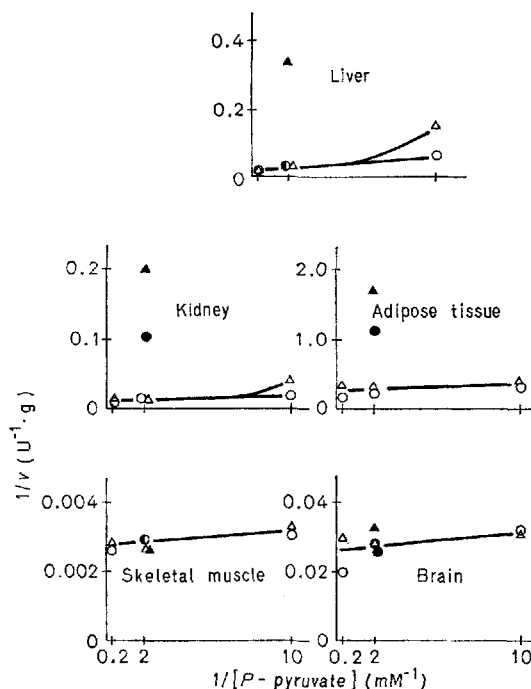 0.4
Liver
0.2
0
0.2
Kidney
0.1
0
2.0
Adipose tissue
1.0
0
1/v (U⁻¹·g)
0.004
0.002
Skeletal muscle
0
0.2 2 10
0.04
0.02
Brain
0
0.2 2 10
1/[P-pyruvate] (mM⁻¹)